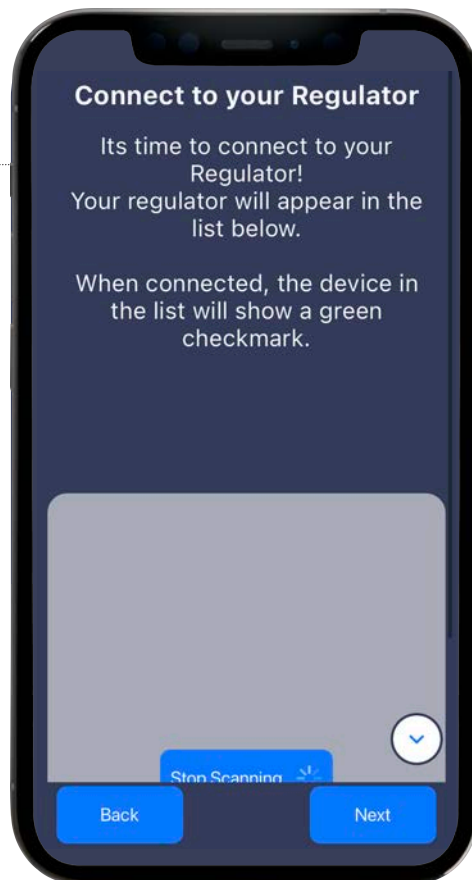 Connect to your Regulator
Its time to connect to your
Regulator!
Your regulator will appear in the
list below.
When connected, the device in
the list will show a green
checkmark.
Stop Scanning
Back
Next